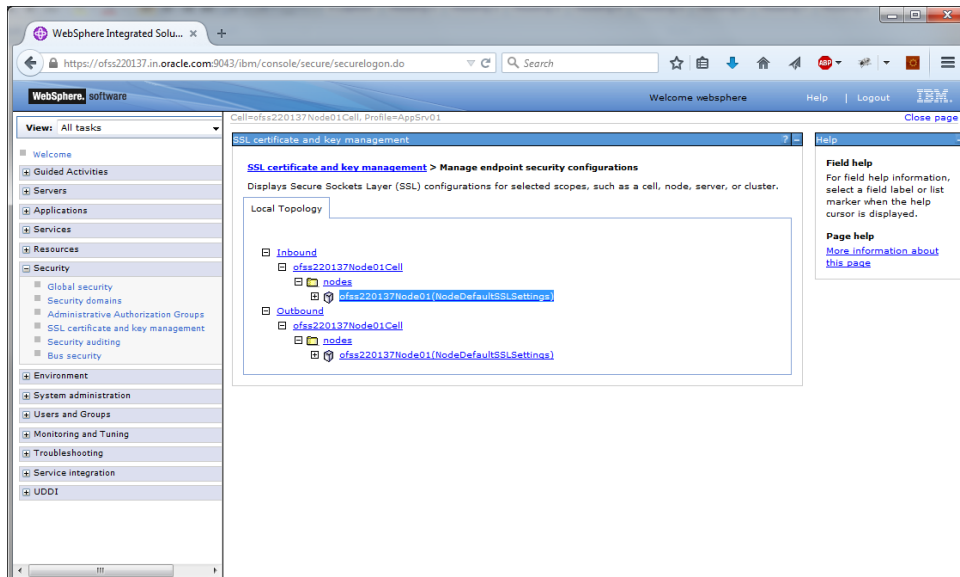 WebSphere Integrated Solu... ×
https://ofss220137.in.oracle.com:9043/ibm/console/secure/securelogon.do
Search
ABP
WebSphere. software
Welcome websphere
Help | Logout
IBM.
View: All tasks
Cell=ofss220137Node01Cell, Profile=AppSrv01
Close page
Welcome
Guided Activities
Servers
Applications
Services
Resources
Security
Global security
Security domains
Administrative Authorization Groups
SSL certificate and key management
Security auditing
Bus security
Environment
System administration
Users and Groups
Monitoring and Tuning
Troubleshooting
Service integration
UDDI
SSL certificate and key management
? -
SSL certificate and key management > Manage endpoint security configurations
Displays Secure Sockets Layer (SSL) configurations for selected scopes, such as a cell, node, server, or cluster.
Local Topology
Inbound
ofss220137Node01Cell
nodes
ofss220137Node01(NodeDefaultSSLSettings)
Outbound
ofss220137Node01Cell
nodes
ofss220137Node01(NodeDefaultSSLSettings)
Help
Field help
For field help information,
select a field label or list
marker when the help
cursor is displayed.
Page help
More information about
this page